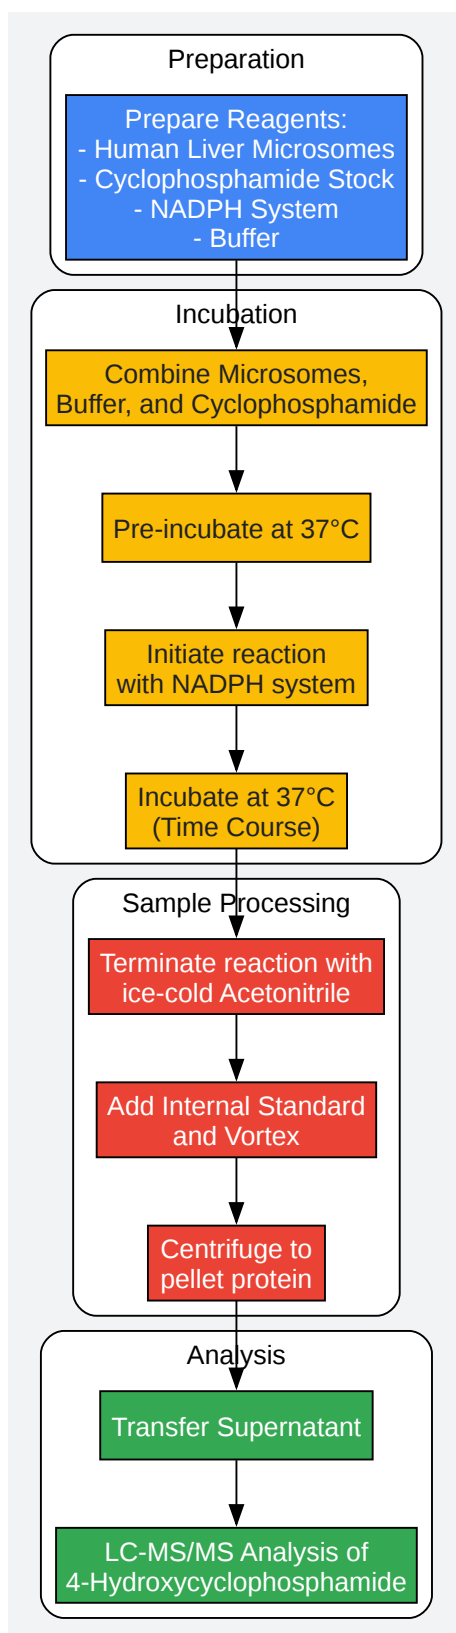 Preparation
Prepare Reagents:
- Human Liver Microsomes
- Cyclophosphamide Stock
- NADPH System
- Buffer
Incubation
Combine Microsomes,
Buffer, and Cyclophosphamide
Pre-incubate at 37°C
Initiate reaction
with NADPH system
Incubate at 37°C
(Time Course)
Sample Processing
Terminate reaction with
ice-cold Acetonitrile
Add Internal Standard
and Vortex
Centrifuge to
pellet protein
Analysis
Transfer Supernatant
LC-MS/MS Analysis of
4-Hydroxycyclophosphamide